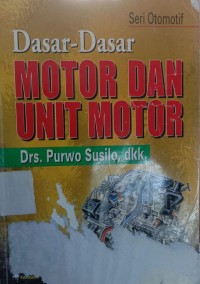 Seri Otomotif
Dasar-Dasar
MOTOR DAN
UNIT MOTOR
Drs. Purwo Susilo, dkk.